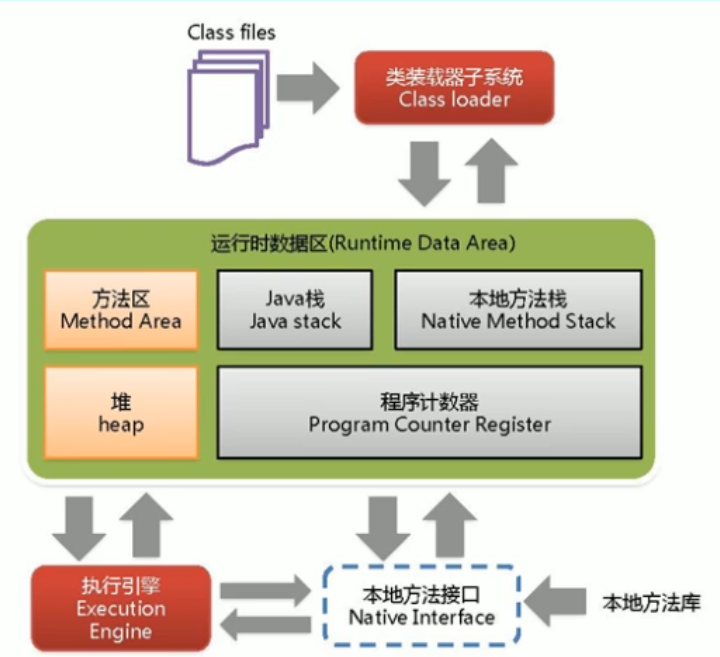 Class files
类装载器子系统
Class loader
运行时数据区(Runtime Data Area)
方法区
Method Area
Java栈
Java stack
本地方法栈
Native Method Stack
堆
heap
程序计数器
Program Counter Register
执行引擎
Execution
Engine
本地方法接口
Native Interface
本地方法库